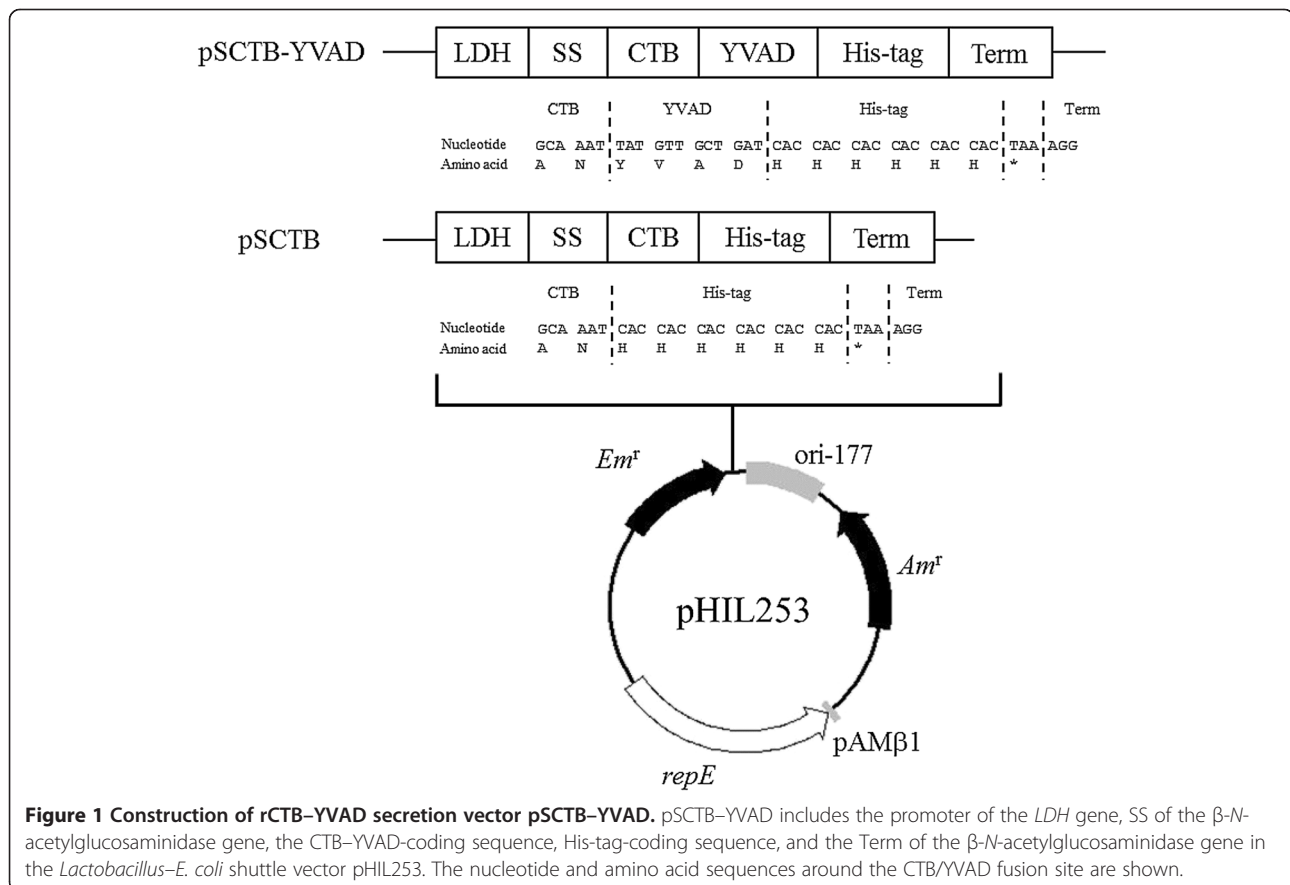 pSCTB-YVAD LDH SS CTB YVAD His-tag Term
CTB YVAD His-tag Term
Nucleotide GCA AAT TAT GTT GCT GAT CAC CAC CAC CAC CAC CAC TAA AGG
Amino acid A N Y V A D H H H H H H *
pSCTB LDH SS CTB His-tag Term
CTB His-tag Term
Nucleotide GCA AAT CAC CAC CAC CAC CAC CAC TAA AGG
Amino acid A N H H H H H H *
Emʳ ori-177
Amʳ
pHIL253
pAMβ1
repE
Figure 1 Construction of rCTB–YVAD secretion vector pSCTB–YVAD. pSCTB–YVAD includes the promoter of the LDH gene, SS of the β-N-
acetylglucosaminidase gene, the CTB–YVAD-coding sequence, His-tag-coding sequence, and the Term of the β-N-acetylglucosaminidase gene in
the Lactobacillus–E. coli shuttle vector pHIL253. The nucleotide and amino acid sequences around the CTB/YVAD fusion site are shown.